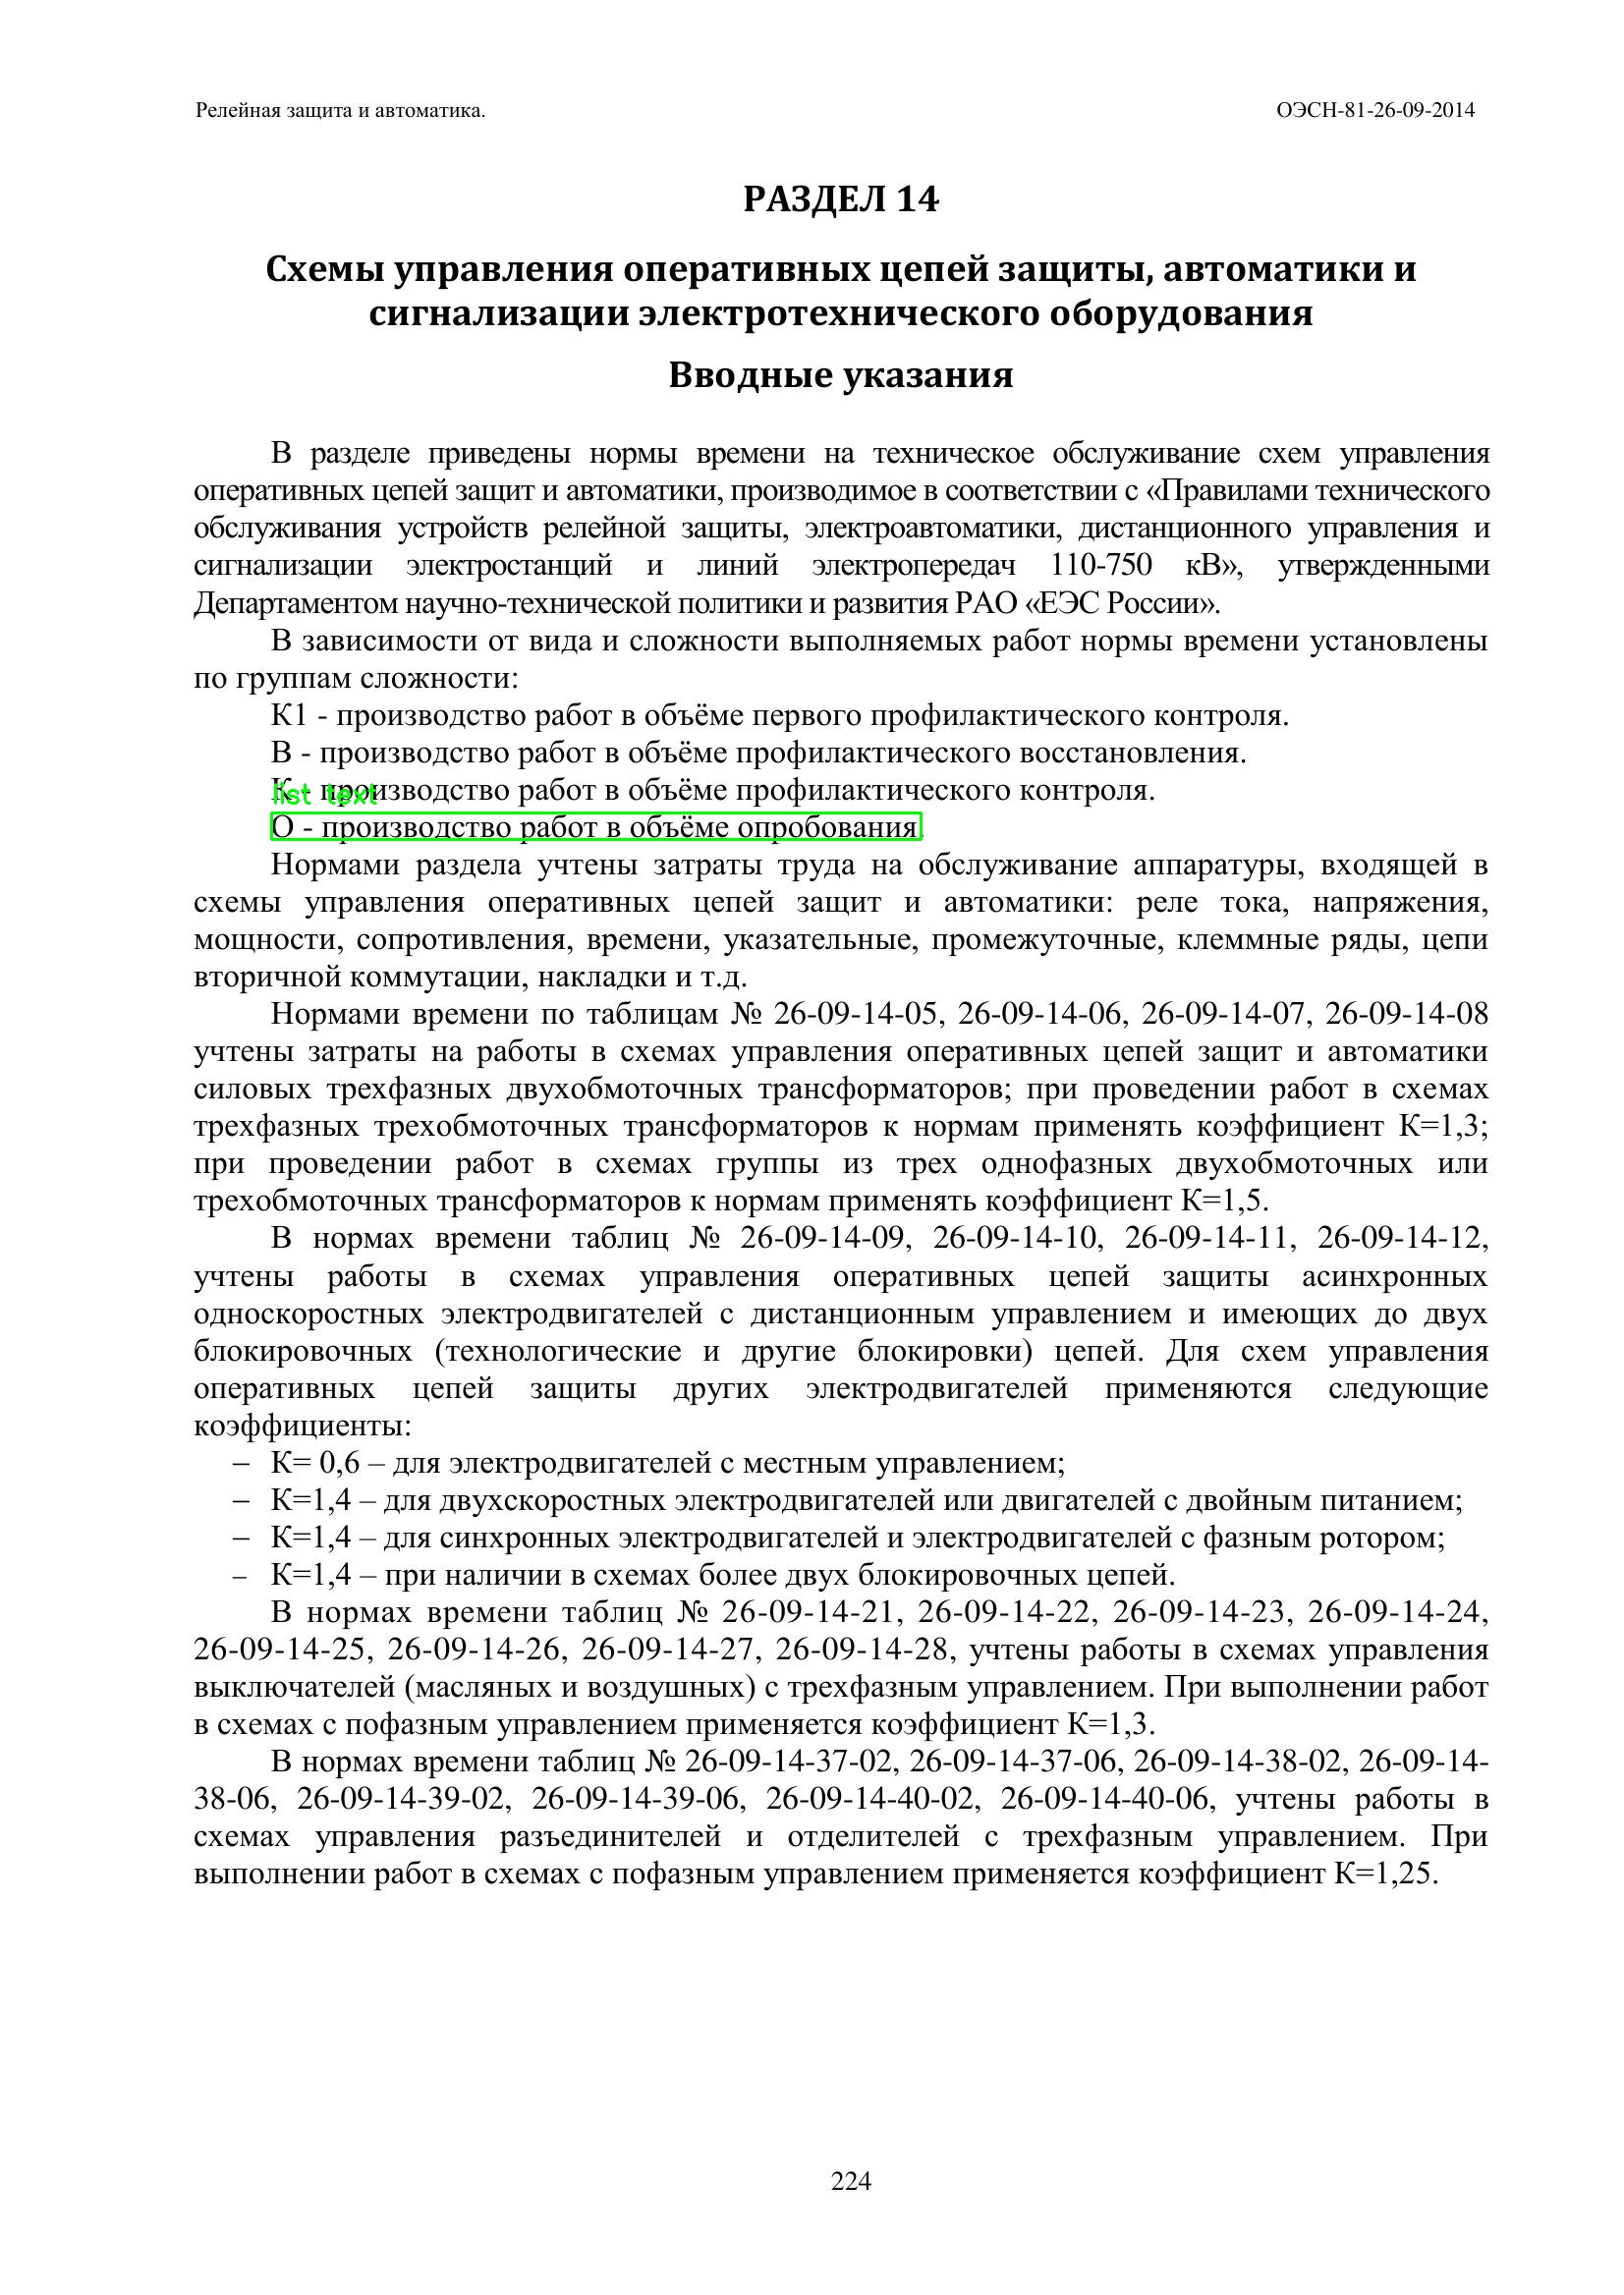 Релейная защита и автоматика.
ОЭСН-81-26-09-2014
РАЗДЕЛ 14
Схемы управления оперативных цепей защиты, автоматики и
сигнализации электротехнического оборудования
Вводные указания
В разделе приведены нормы времени на техническое обслуживание схем управления
оперативных цепей защит и автоматики, производимое в соответствии с «Правилами технического
обслуживания устройств релейной защиты, электроавтоматики, дистанционного управления и
сигнализации электростанций и линий электропередач 110-750 кВ», утвержденными
Департаментом научно-технической политики и развития РАО «ЕЭС России».
В зависимости от вида и сложности выполняемых работ нормы времени установлены
по группам сложности:
К1 - производство работ в объёме первого профилактического контроля.
В - производство работ в объёме профилактического восстановления.
К - производство работ в объёме профилактического контроля.
list text
О - производство работ в объёме опробования.
Нормами раздела учтены затраты труда на обслуживание аппаратуры, входящей в
схемы управления оперативных цепей защит и автоматики: реле тока, напряжения,
мощности, сопротивления, времени, указательные, промежуточные, клеммные ряды, цепи
вторичной коммутации, накладки и т.д.
Нормами времени по таблицам № 26-09-14-05, 26-09-14-06, 26-09-14-07, 26-09-14-08
учтены затраты на работы в схемах управления оперативных цепей защит и автоматики
силовых трехфазных двухобмоточных трансформаторов; при проведении работ в схемах
трехфазных трехобмоточных трансформаторов к нормам применять коэффициент К=1,3;
при проведении работ в схемах группы из трех однофазных двухобмоточных или
трехобмоточных трансформаторов к нормам применять коэффициент К=1,5.
В нормах времени таблиц № 26-09-14-09, 26-09-14-10, 26-09-14-11, 26-09-14-12,
учтены работы в схемах управления оперативных цепей защиты асинхронных
односкоростных электродвигателей с дистанционным управлением и имеющих до двух
блокировочных (технологические и другие блокировки) цепей. Для схем управления
оперативных цепей защиты других электродвигателей применяются следующие
коэффициенты:
– К= 0,6 – для электродвигателей с местным управлением;
– К=1,4 – для двухскоростных электродвигателей или двигателей с двойным питанием;
– К=1,4 – для синхронных электродвигателей и электродвигателей с фазным ротором;
– К=1,4 – при наличии в схемах более двух блокировочных цепей.
В нормах времени таблиц № 26-09-14-21, 26-09-14-22, 26-09-14-23, 26-09-14-24,
26-09-14-25, 26-09-14-26, 26-09-14-27, 26-09-14-28, учтены работы в схемах управления
выключателей (масляных и воздушных) с трехфазным управлением. При выполнении работ
в схемах с пофазным управлением применяется коэффициент К=1,3.
В нормах времени таблиц № 26-09-14-37-02, 26-09-14-37-06, 26-09-14-38-02, 26-09-14-
38-06, 26-09-14-39-02, 26-09-14-39-06, 26-09-14-40-02, 26-09-14-40-06, учтены работы в
схемах управления разъединителей и отделителей с трехфазным управлением. При
выполнении работ в схемах с пофазным управлением применяется коэффициент К=1,25.
224